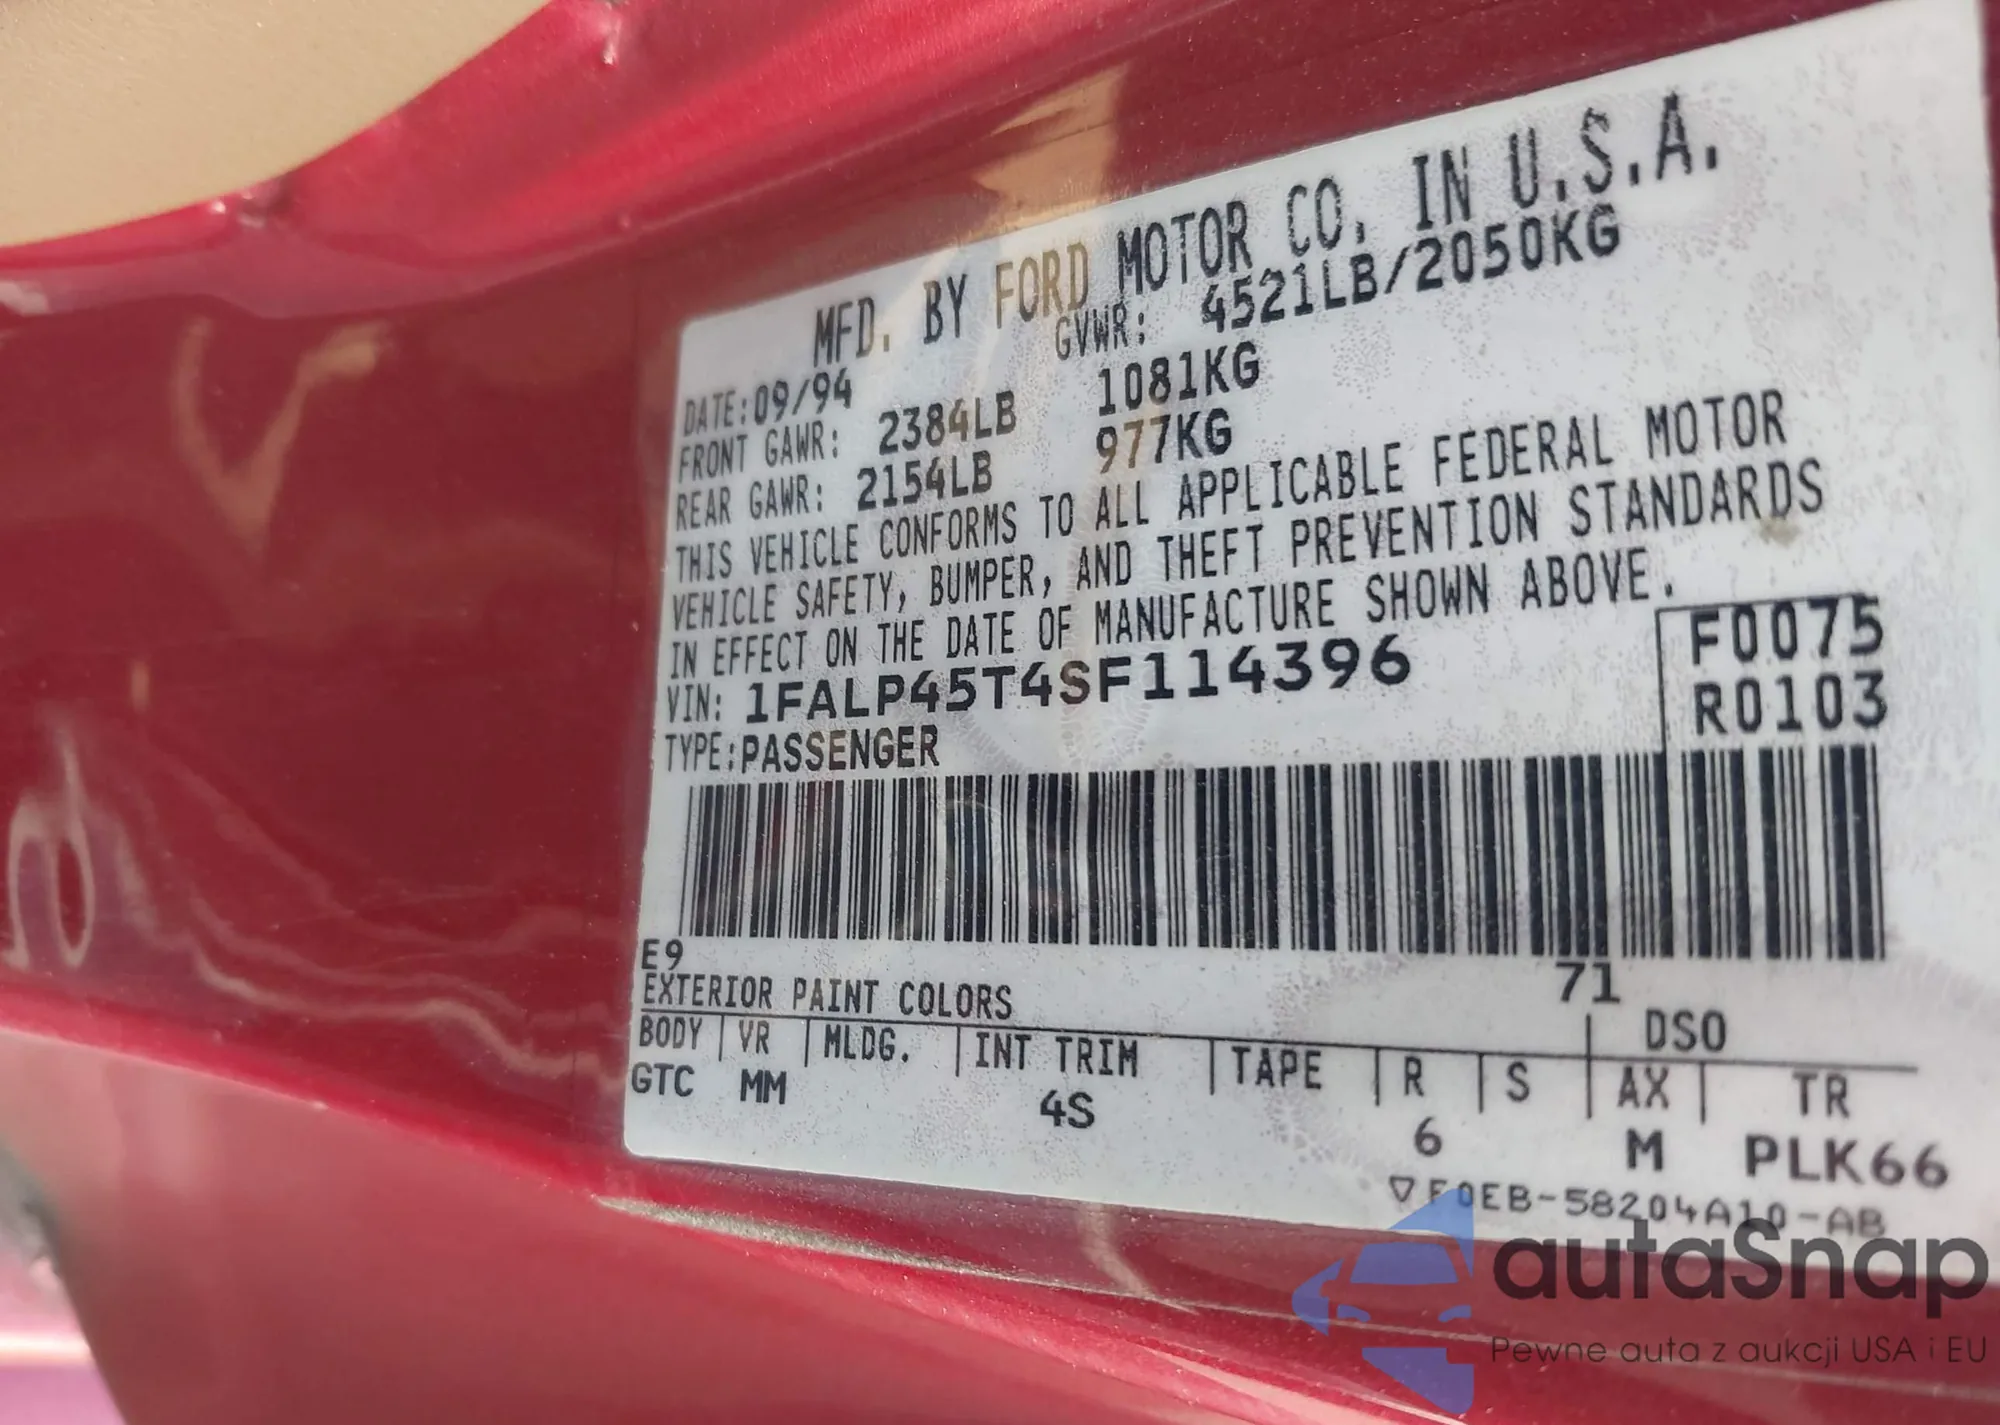 MFD. BY FORD MOTOR CO. IN U.S.A.
DATE:09/94 GVWR: 4521LB/2050KG
FRONT GAWR: 2384LB 1081KG
REAR GAWR: 2154LB 977KG
THIS VEHICLE CONFORMS TO ALL APPLICABLE FEDERAL MOTOR
VEHICLE SAFETY, BUMPER, AND THEFT PREVENTION STANDARDS
IN EFFECT ON THE DATE OF MANUFACTURE SHOWN ABOVE.
VIN: 1FALP45T4SF114396 F0075
TYPE:PASSENGER R0103
E9 71
EXTERIOR PAINT COLORS DSO
BODY VR MLDG. INT TRIM TAPE R S AX TR
GTC MM 4S 6 M PLK66
▽ F0EB-58204A10-AB
autaSnap
Pewne auta z aukcji USA i EU